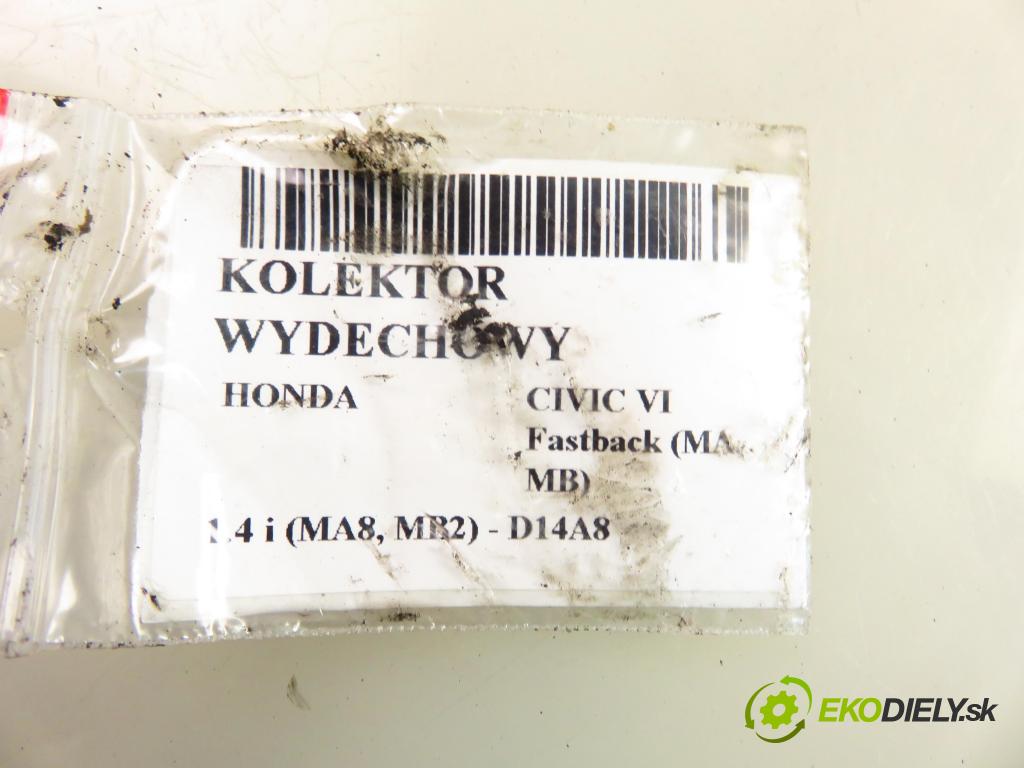 KOLEKTOR
WYDECHOWY
HONDA
CIVIC VI
Fastback (MA,
MB)
1.4 i (MA8, MB2) - D14A8
EKODIELY.sk